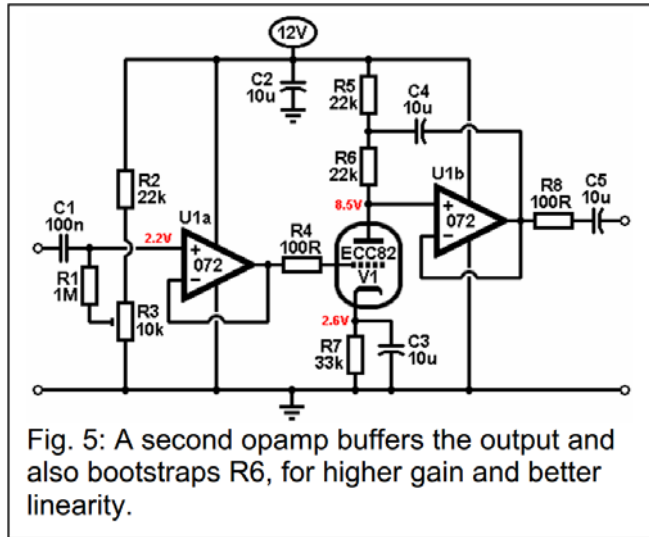 12V
C2
10u
R5
22k
C4
10u
R2
22k
R6
22k
U1b
C1
100n
U1a
8.5V
R8
100R
C5
10u
2.2V
R4
100R
+
072
-
+
072
-
ECC82
V1
R1
1M
R3
10k
2.6V
R7
33k
C3
10u
Fig. 5: A second opamp buffers the output and
also bootstraps R6, for higher gain and better
linearity.